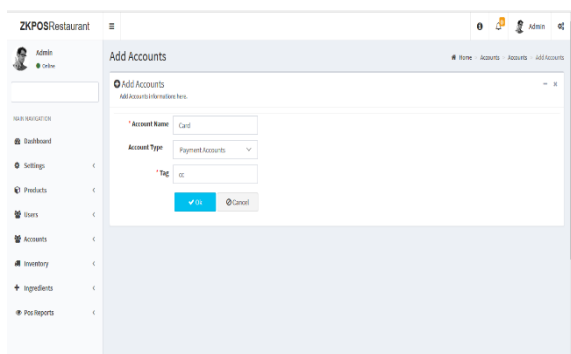 ZKPOSRestaurant
Admin
Admin
Online
Add Accounts
Home > Accounts > Accounts > Add Accounts
Add Accounts
Add Accounts informations here.
MAIN NAVIGATION
* Account Name
Card
Dashboard
Account Type
Payment Accounts
Settings
* Tag
cc
Products
Ok
Cancel
Users
Accounts
Inventory
Ingredients
Pos Reports